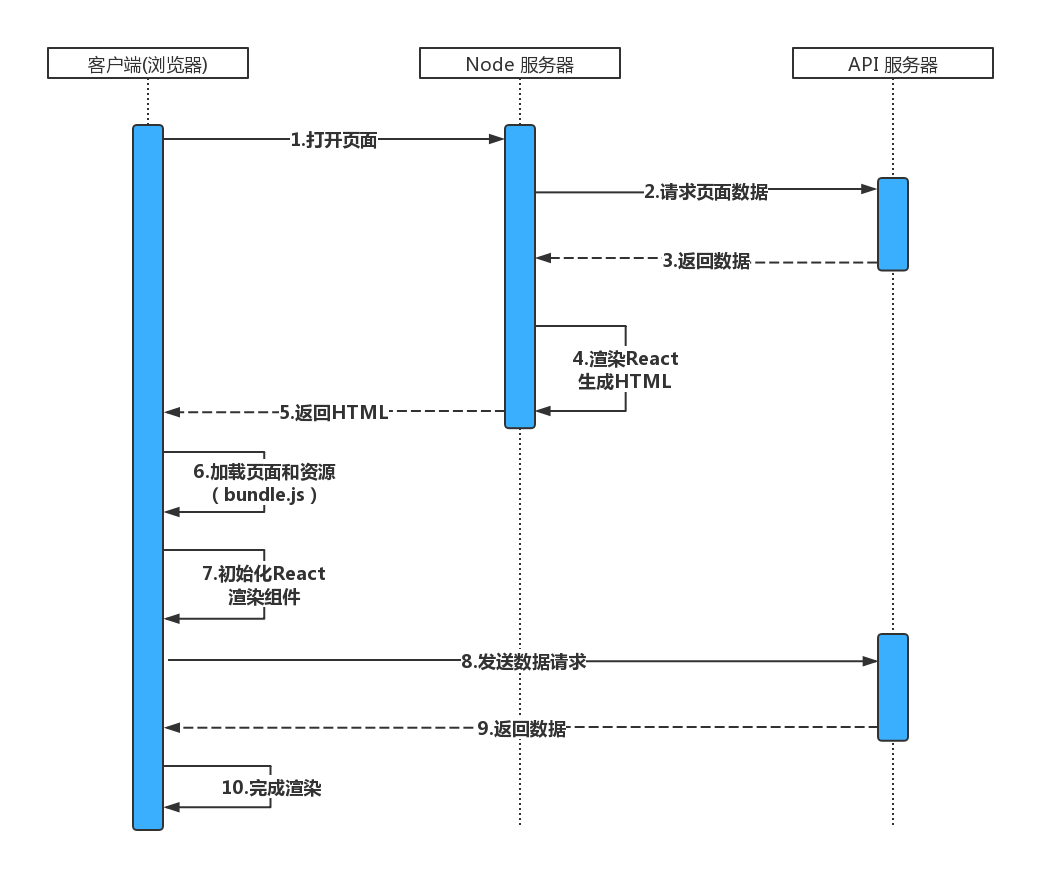 客户端(浏览器)
Node 服务器
API 服务器
1.打开页面
2.请求页面数据
3.返回数据
4.渲染React
生成HTML
5.返回HTML
6.加载页面和资源
（bundle.js）
7.初始化React
渲染组件
8.发送数据请求
9.返回数据
10.完成渲染